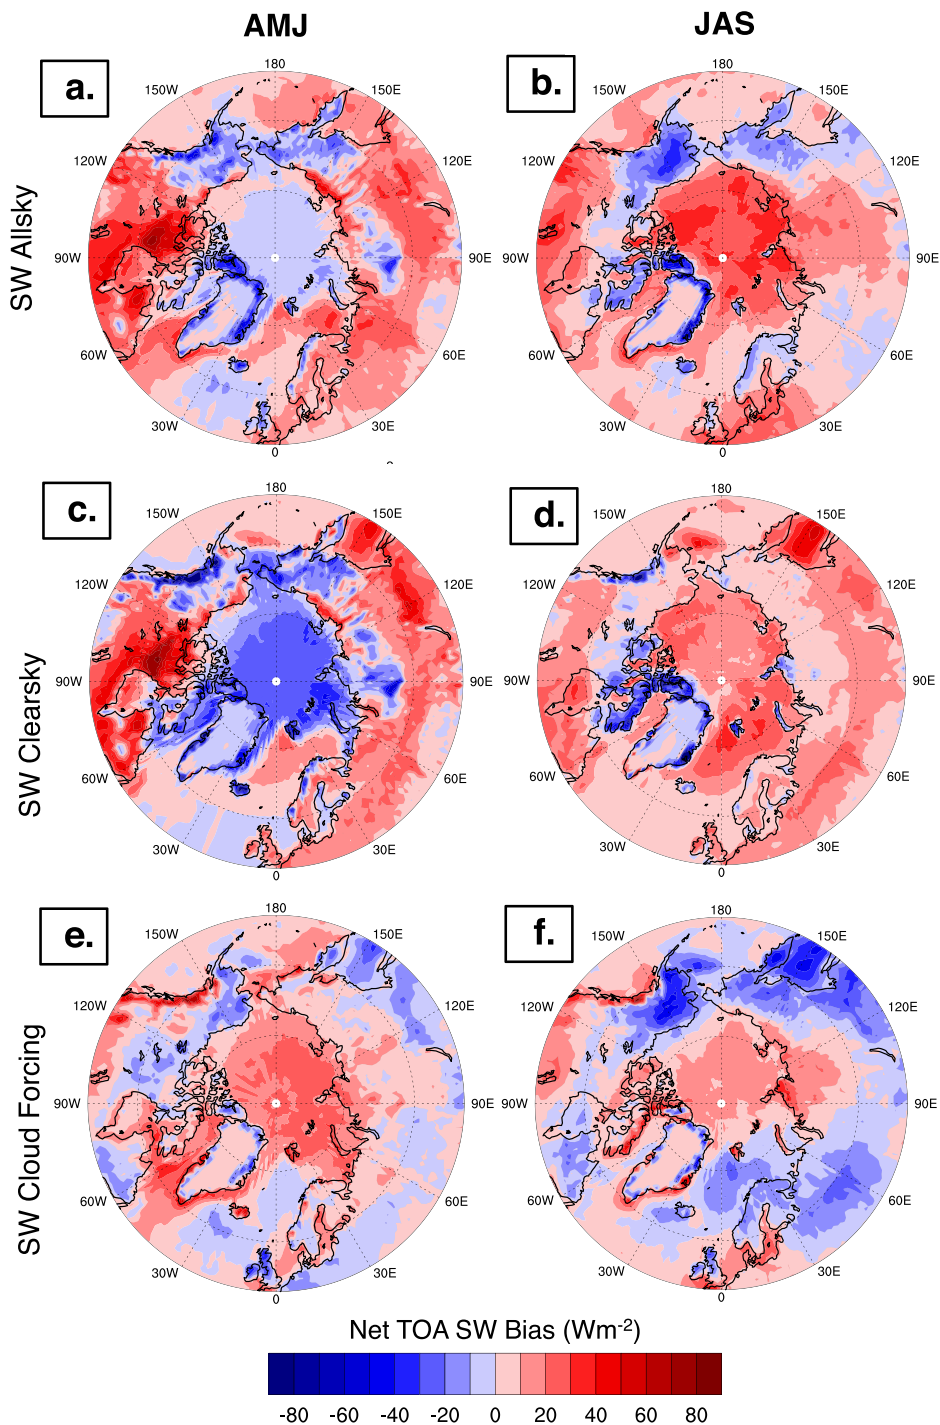 AMJ JAS
a. b.
180 180
150W 150E 150W 150E
120W 120E 120W 120E
SW Allsky
90W 90E 90W 90E
60W 60E 60W 60E
30W 30E 30W 30E
0 0
c. d.
180 180
150W 150E 150W 150E
120W 120E 120W 120E
SW Clearsky
90W 90E 90W 90E
60W 60E 60W 60E
30W 30E 30W 30E
0 0
e. f.
180 180
150W 150E 150W 150E
120W 120E 120W 120E
SW Cloud Forcing
90W 90E 90W 90E
60W 60E 60W 60E
30W 30E 30W 30E
0 0
Net TOA SW Bias (Wm-2)
-80 -60 -40 -20 0 20 40 60 80